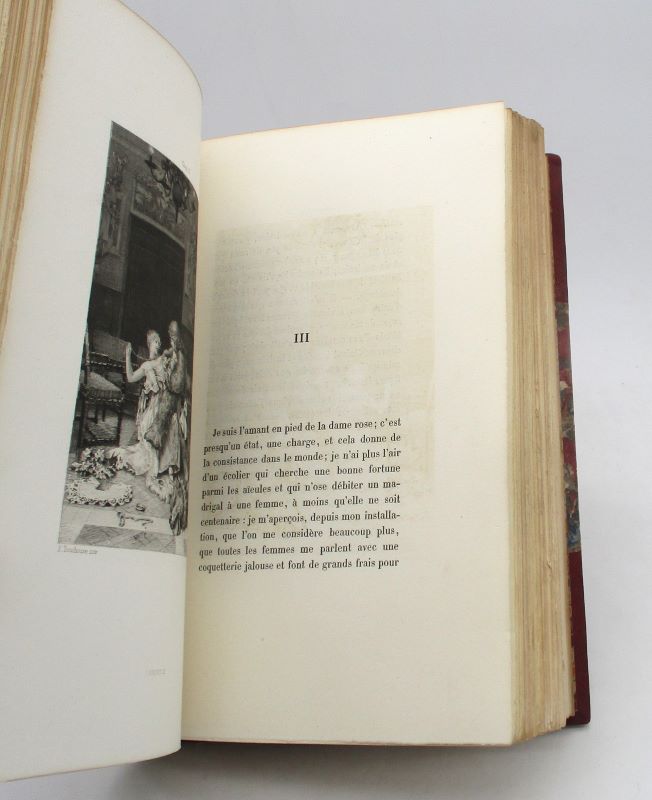 III
Je suis l'amant en pied de la dame rose; c'est
presqu'un état, une charge, et cela donne de
la consistance dans le monde; je n'ai plus l'air
d'un écolier qui cherche une bonne fortune
parmi les aïeules et qui n'ose débiter un ma-
drigal à une femme, à moins qu'elle ne soit
centenaire : je m'aperçois, depuis mon installa-
tion, que l'on me considère beaucoup plus,
que toutes les femmes me parlent avec une
coquetterie jalouse et font de grands frais pour